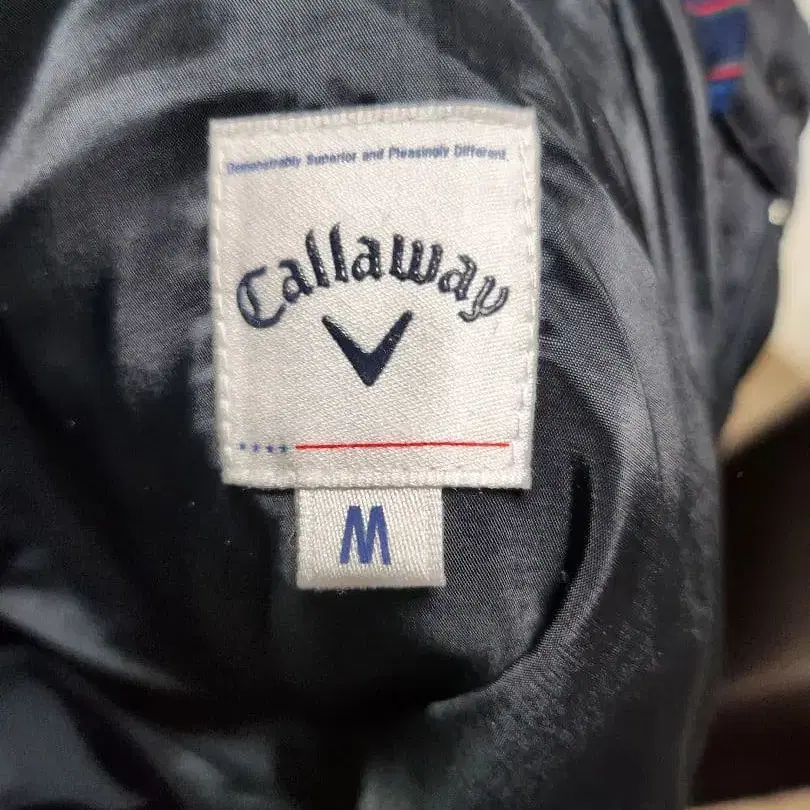 Demonstrably Superior and Pleasingly Different.
Callaway
M